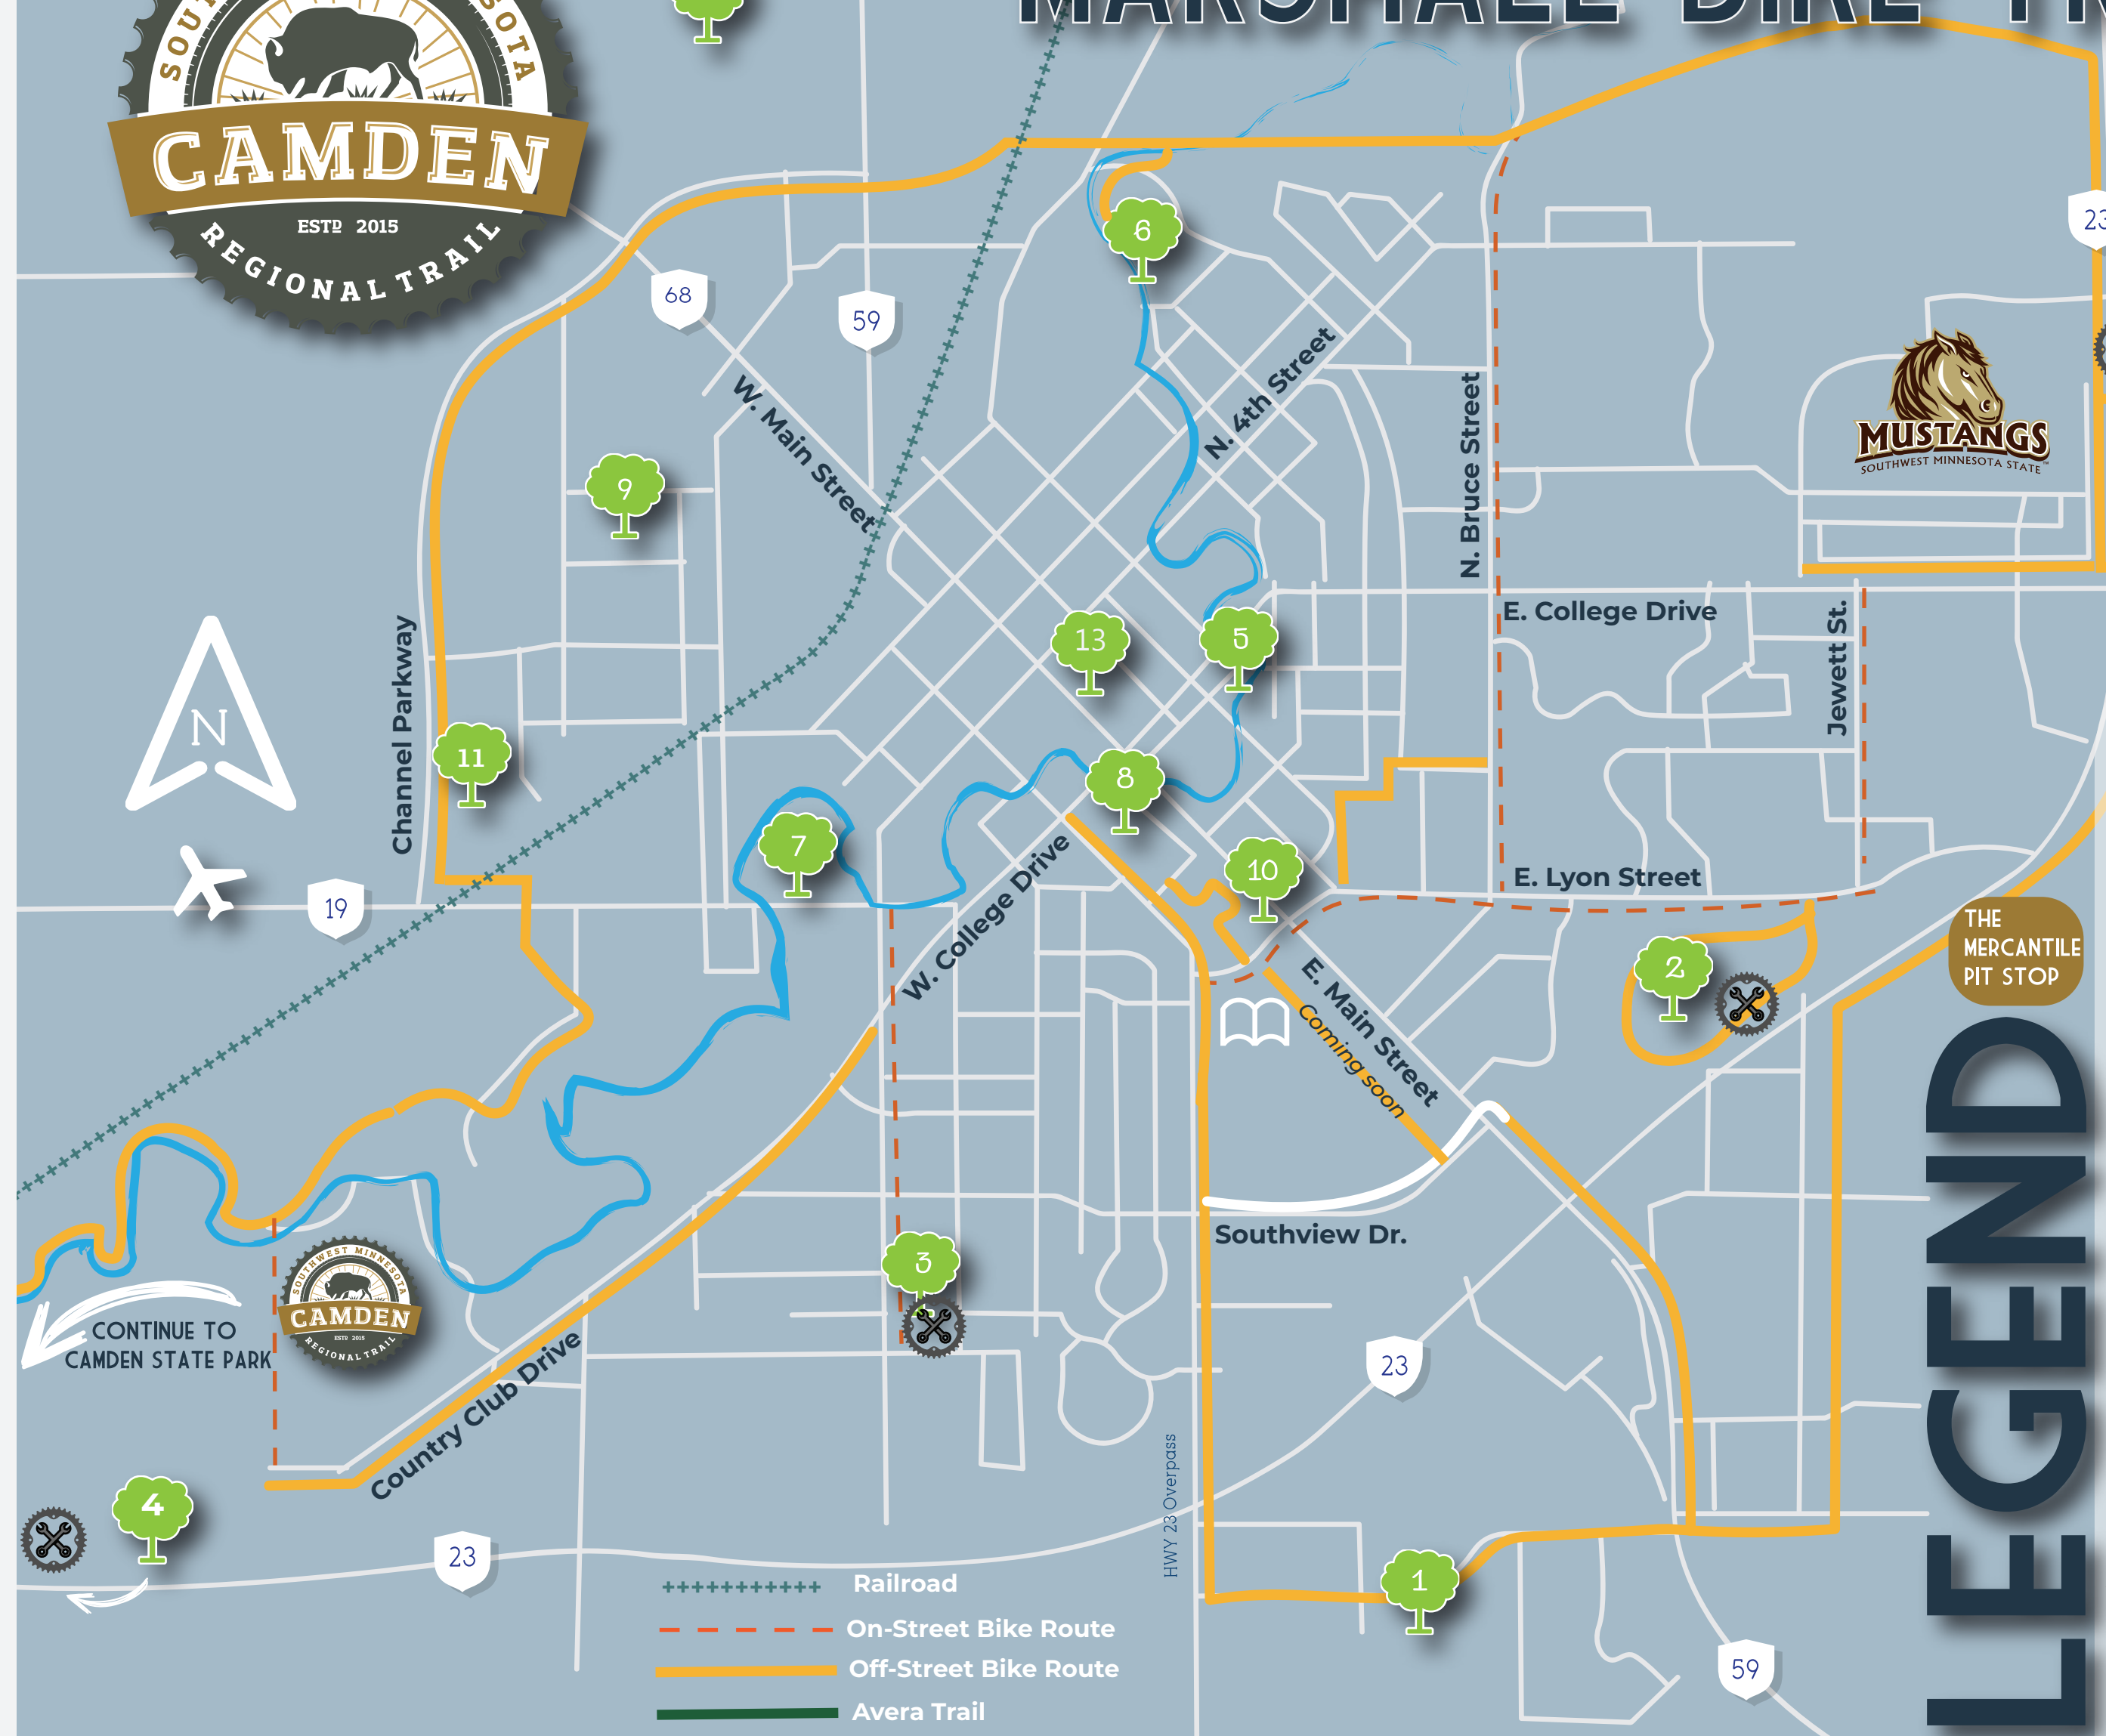 MARSHALL BIKE TR
SOU
SOTA
CAMDEN
ESTD 2015
REGIONAL TRAIL
6
23
68
59
MUSTANGS
SOUTHWEST MINNESOTA STATE
TM
W. Main Street
N. 4th Street
N. Bruce Street
9
E. College Drive
13
5
Jewett St.
Channel Parkway
N
11
8
7
10
W. College Drive
E. Lyon Street
19
THE
MERCANTILE
PIT STOP
2
E. Main Street
Coming soon
Southview Dr.
3
SOUTHWEST MINNESOTA
CAMDEN
ESTD 2015
REGIONAL TRAIL
CONTINUE TO
CAMDEN STATE PARK
Country Club Drive
23
HWY 23 Overpass
4
23
1
59
Railroad
On-Street Bike Route
Off-Street Bike Route
Avera Trail
LEGEND